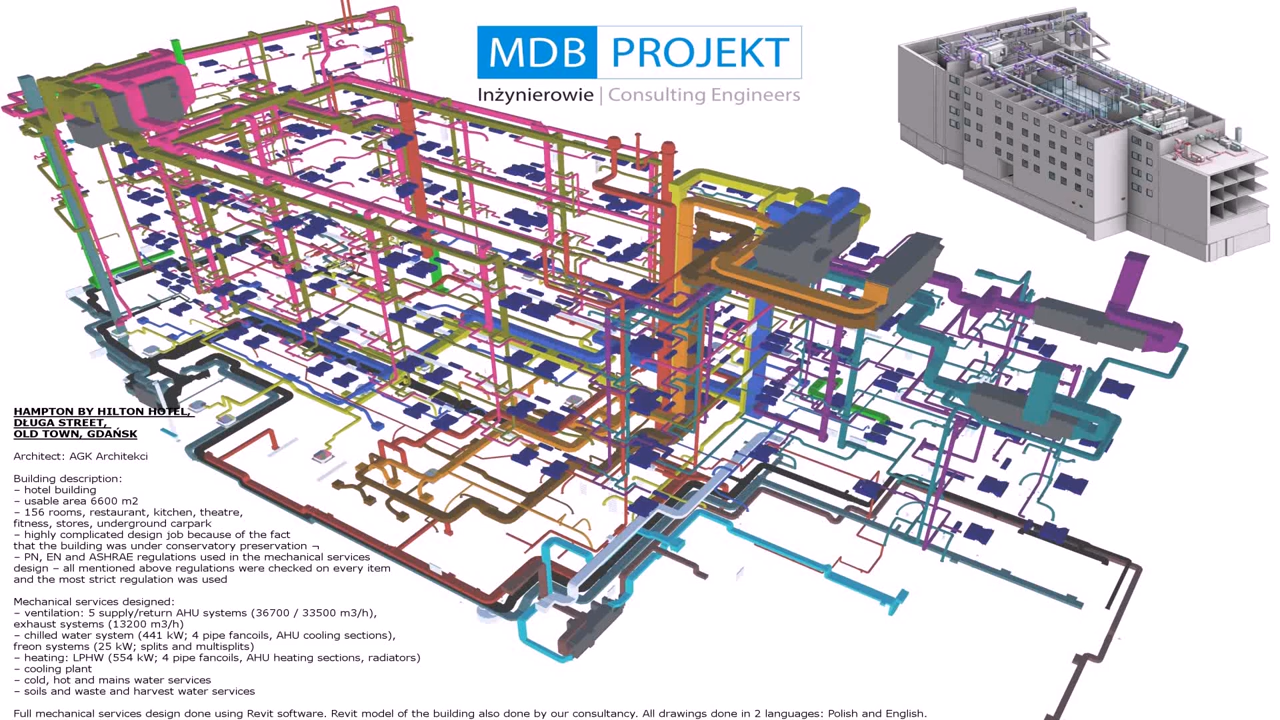 MDB PROJEKT
Inżynierowie | Consulting Engineers
HAMPTON BY HILTON HOTEL,
DŁUGA STREET,
OLD TOWN, GDAŃSK
Architect: AGK Architekci
Building description:
– hotel building
– usable area 6600 m2
– 156 rooms, restaurant, kitchen, theatre,
fitness, stores, underground carpark
– highly complicated design job because of the fact
that the building was under conservatory preservation ¬
– PN, EN and ASHRAE regulations used in the mechanical services
design – all mentioned above regulations were checked on every item
and the most strict regulation was used
Mechanical services designed:
– ventilation: 5 supply/return AHU systems (36700 / 33500 m3/h),
exhaust systems (13200 m3/h)
– chilled water system (441 kW; 4 pipe fancoils, AHU cooling sections),
freon systems (25 kW; splits and multisplits)
– heating: LPHW (554 kW; 4 pipe fancoils, AHU heating sections, radiators)
– cooling plant
– cold, hot and mains water services
– soils and waste and harvest water services
Full mechanical services design done using Revit software. Revit model of the building also done by our consultancy. All drawings done in 2 languages: Polish and English.